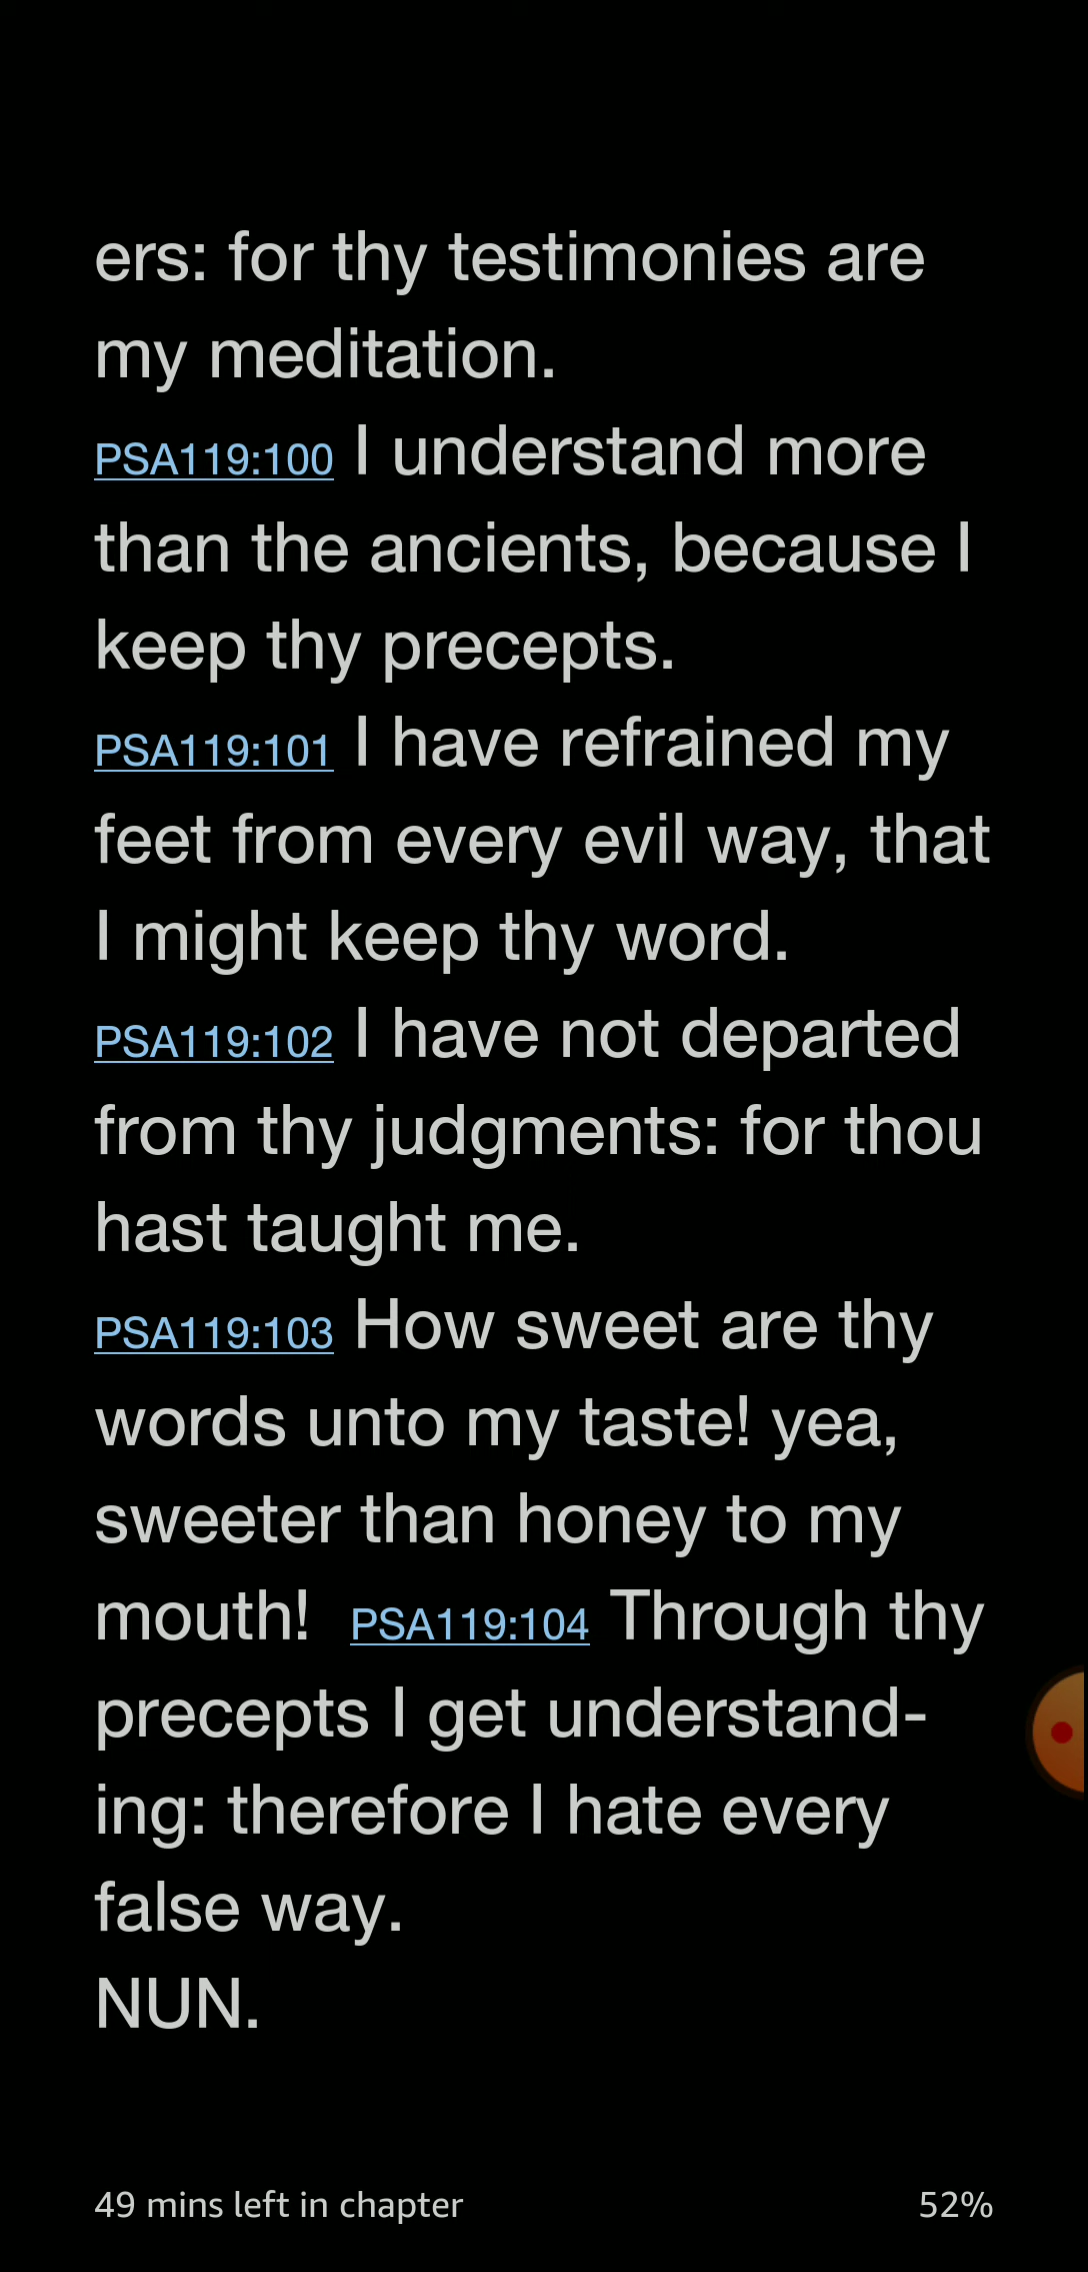 ers: for thy testimonies are
my meditation.
PSA119:100 I understand more
than the ancients, because I
keep thy precepts.
PSA119:101 I have refrained my
feet from every evil way, that
I might keep thy word.
PSA119:102 I have not departed
from thy judgments: for thou
hast taught me.
PSA119:103 How sweet are thy
words unto my taste! yea,
sweeter than honey to my
mouth! PSA119:104 Through thy
precepts I get understand-
ing: therefore I hate every
false way.
NUN.
49 mins left in chapter 52%